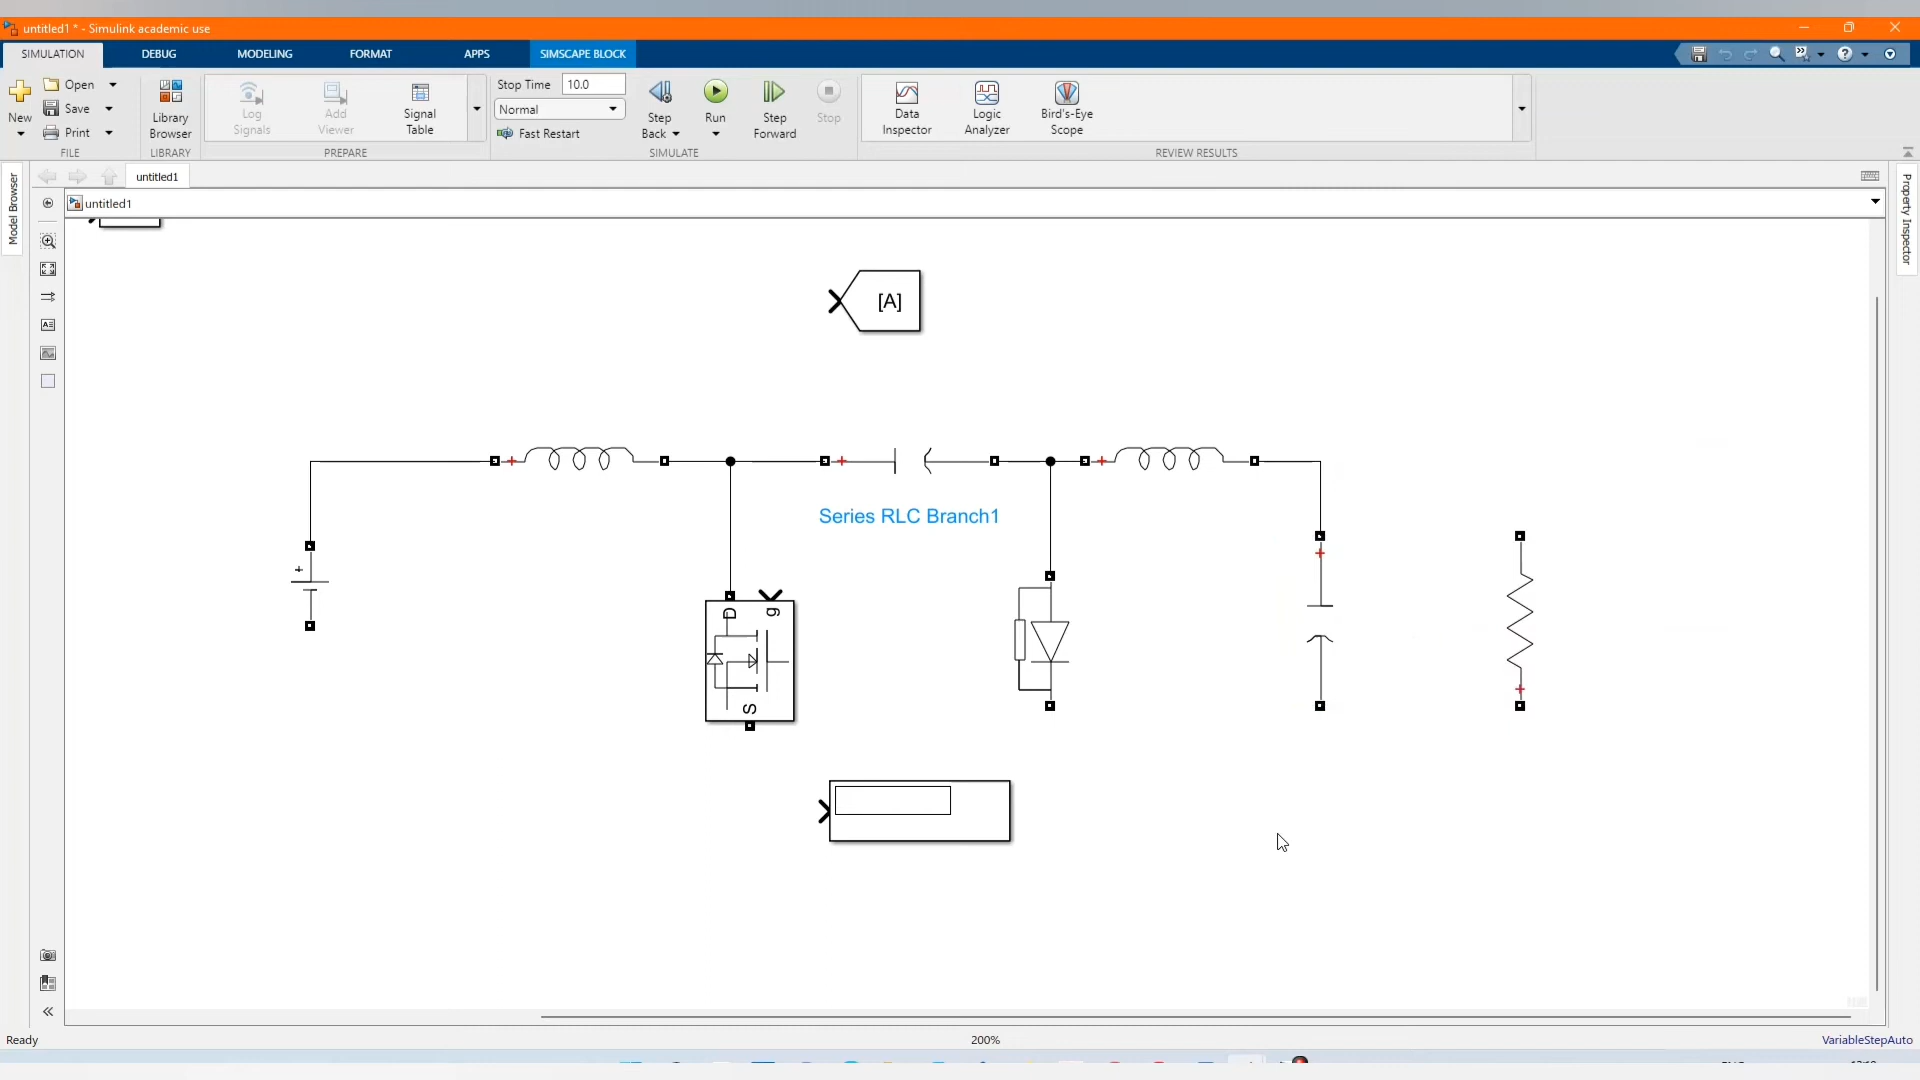 untitled1 * - Simulink academic use
SIMULATION
DEBUG
MODELING
FORMAT
APPS
SIMSCAPE BLOCK
New
Open
Save
Print
FILE
Library
Browser
LIBRARY
Log
Signals
Add
Viewer
Signal
Table
PREPARE
Stop Time 10.0
Normal
Fast Restart
Step
Back
Run
Step
Forward
Stop
SIMULATE
Data
Inspector
Logic
Analyzer
Bird's-Eye
Scope
REVIEW RESULTS
Model Browser
untitled1
untitled1
Property Inspector
[A]
Series RLC Branch1
D
g
S
Ready
200%
VariableStepAuto